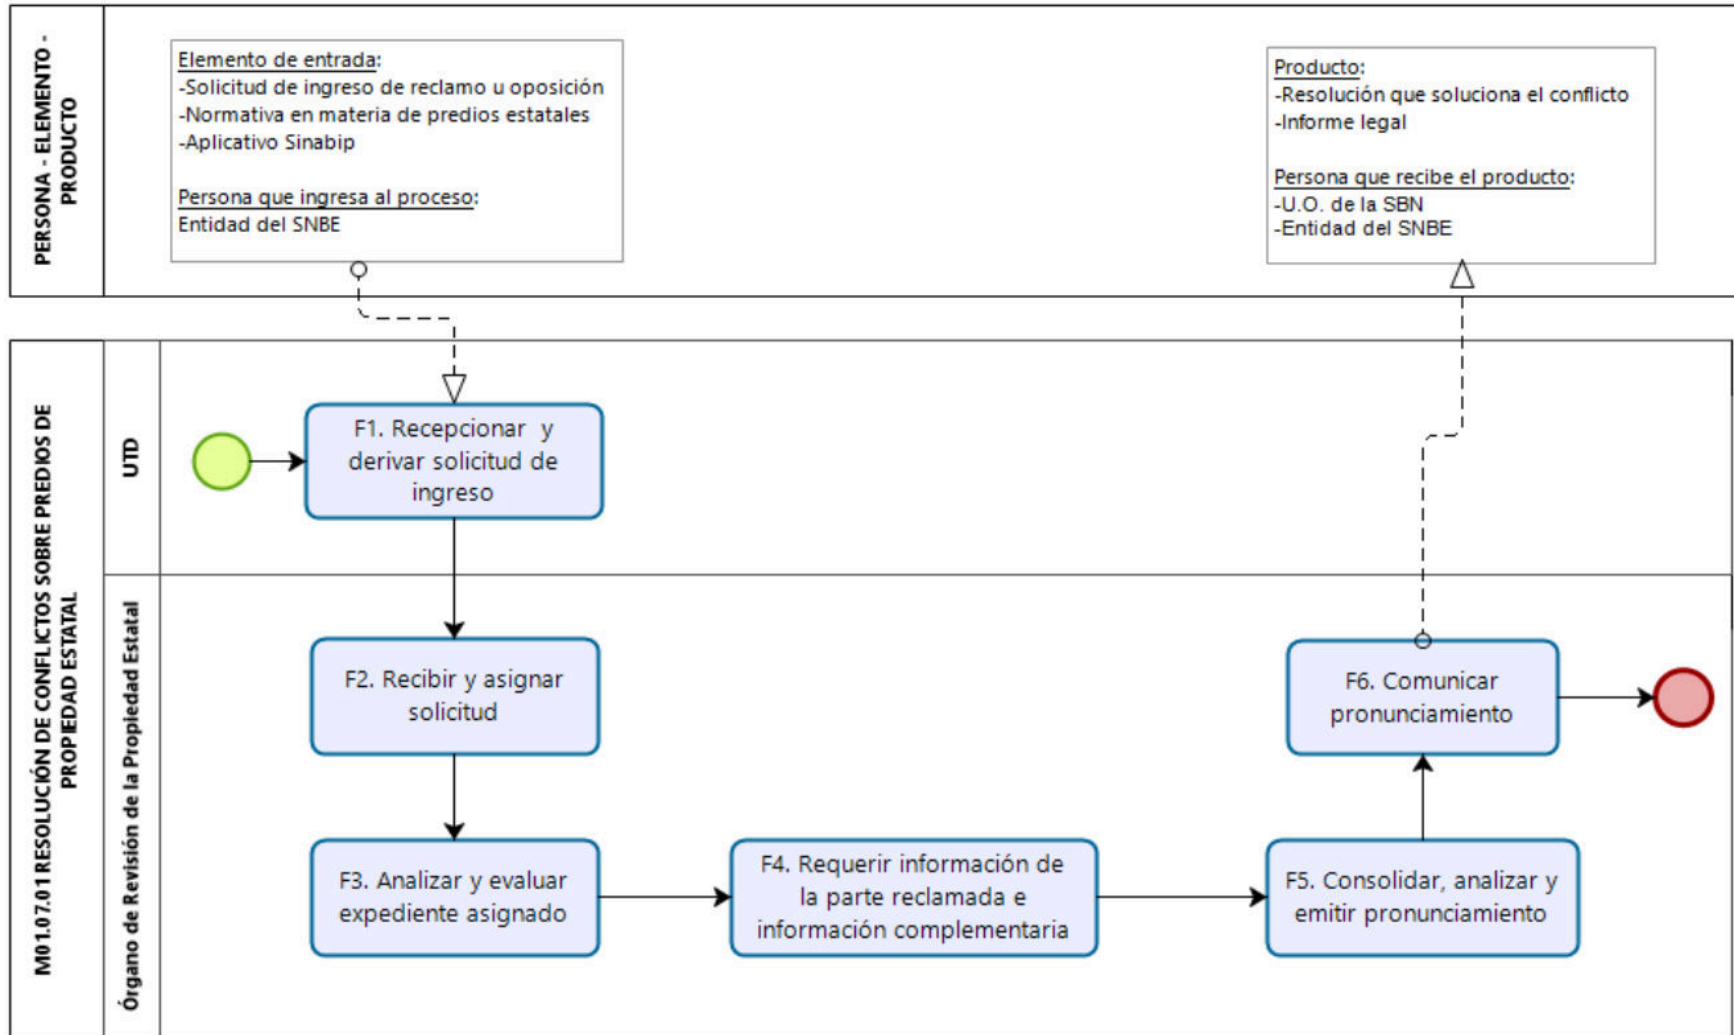 PERSONA - ELEMENTO -
PRODUCTO
Elemento de entrada:
-Solicitud de ingreso de reclamo u oposición
-Normativa en materia de predios estatales
-Aplicativo Sinabip
Persona que ingresa al proceso:
Entidad del SNBE
Producto:
-Resolución que soluciona el conflicto
-Informe legal
Persona que recibe el producto:
-U.O. de la SBN
-Entidad del SNBE
M01.07.01 RESOLUCIÓN DE CONFLICTOS SOBRE PREDIOS DE
PROPIEDAD ESTATAL
UTD
F1. Recepcionar y
derivar solicitud de
ingreso
Órgano de Revisión de la Propiedad Estatal
F2. Recibir y asignar
solicitud
F3. Analizar y evaluar
expediente asignado
F4. Requerir información de
la parte reclamada e
información complementaria
F5. Consolidar, analizar y
emitir pronunciamiento
F6. Comunicar
pronunciamiento